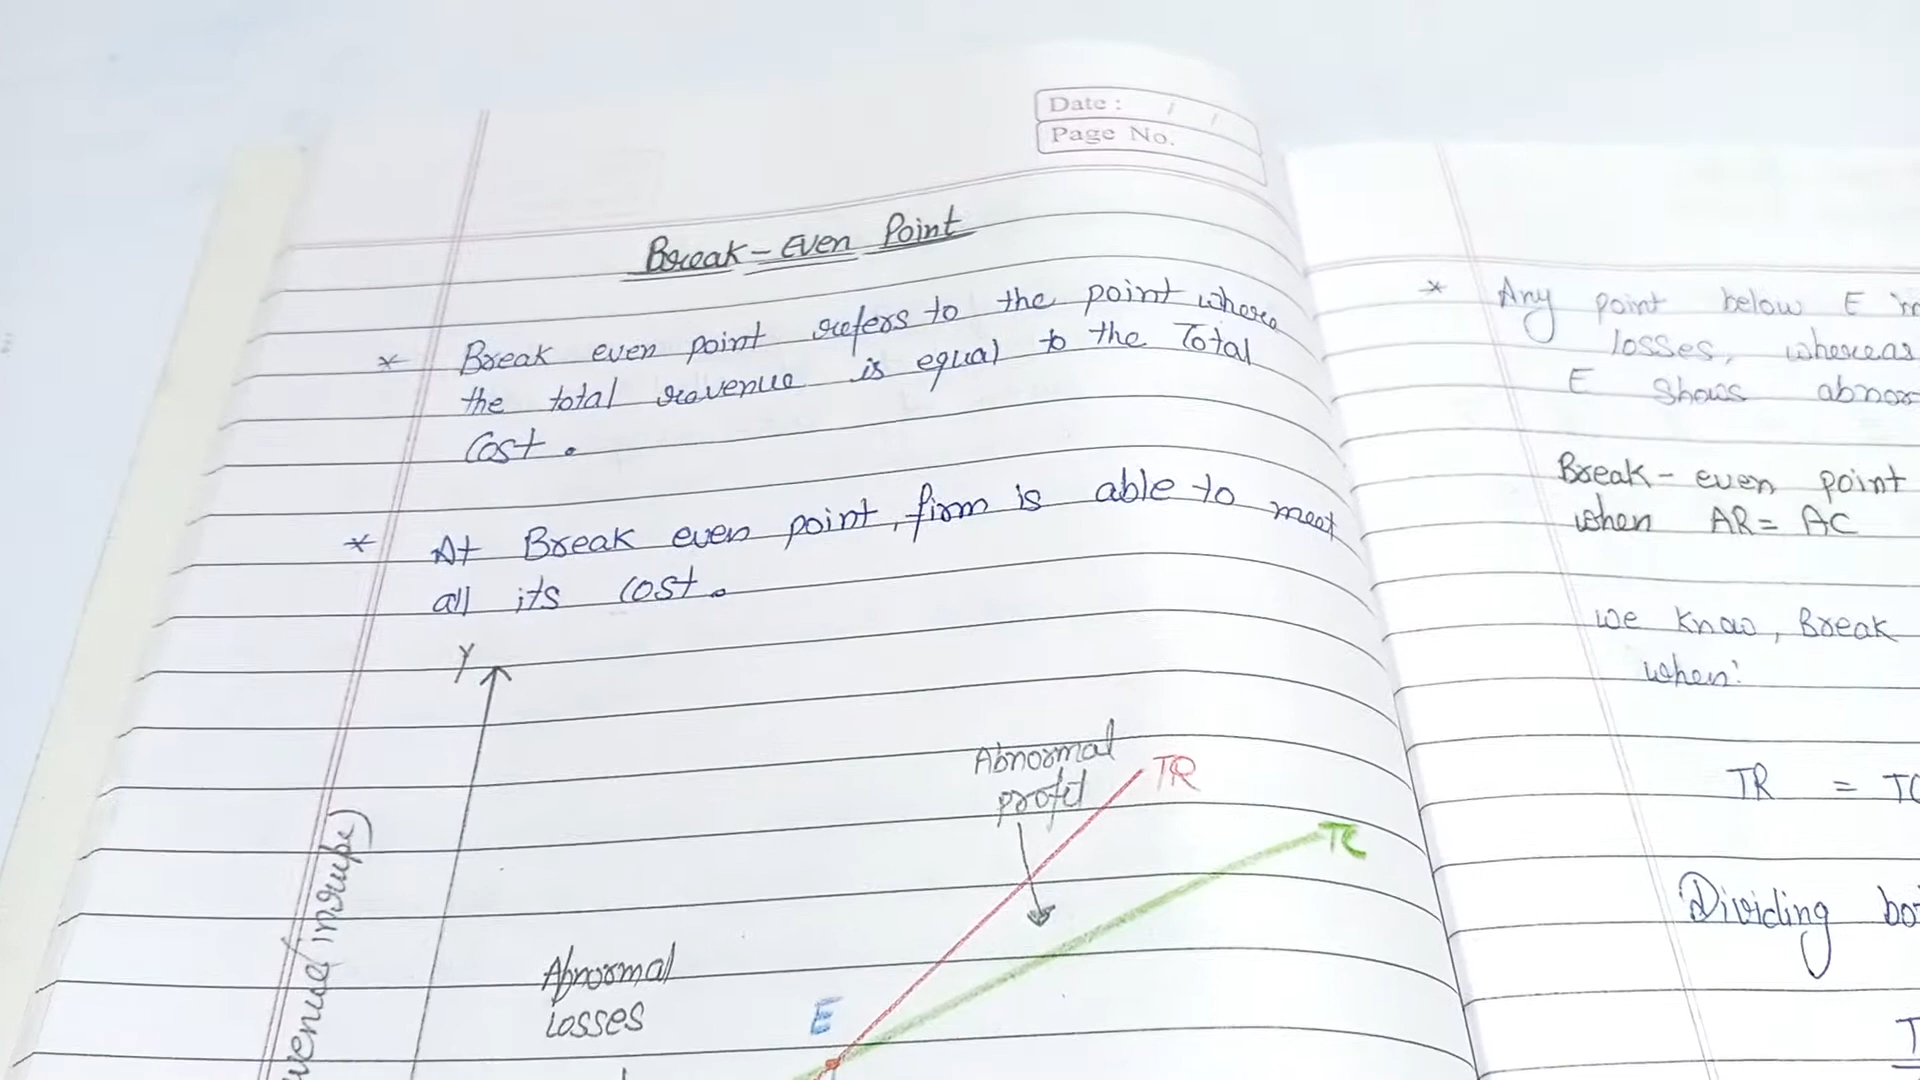 Date : / /
Page No.
Break-Even Point
* Break even point refers to the point where
the total revenue is equal to the Total
Cost.
* At Break even point, firm is able to meet
all its cost.
Y
Abnormal
profit
TR
TC
Abnormal
losses
E
* Any point below E
losses, whereas
E shows
Break-even point
when AR = AC
we know, Break
when:
TR =
Dividing